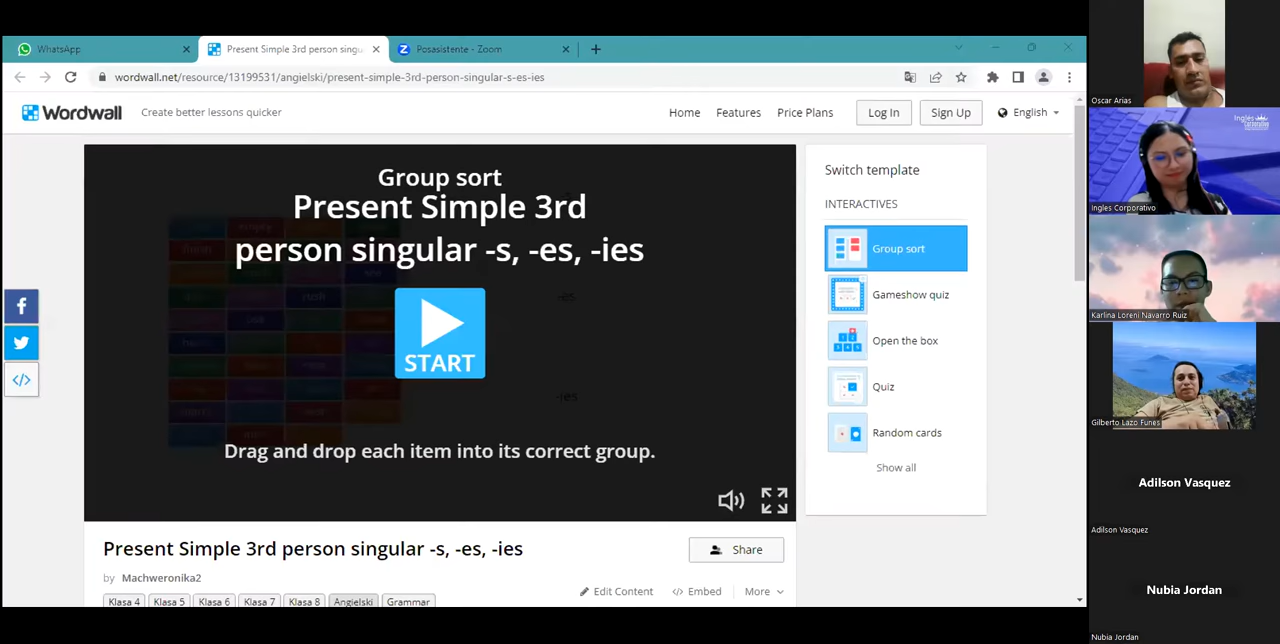 WhatsApp
Present Simple 3rd person singu
Posasistente - Zoom
wordwall.net/resource/13199531/angielski/present-simple-3rd-person-singular-s-es-ies
Wordwall
Create better lessons quicker
Home
Features
Price Plans
Log In
Sign Up
English
Group sort
Present Simple 3rd
person singular -s, -es, -ies
START
Drag and drop each item into its correct group.
-es
-ies
rush
Switch template
INTERACTIVES
Group sort
Gameshow quiz
Open the box
Quiz
Random cards
Show all
Present Simple 3rd person singular -s, -es, -ies
Share
by Machweronika2
Edit Content
Embed
More
Klasa 4
Klasa 5
Klasa 6
Klasa 7
Klasa 8
Angielski
Grammar
Oscar Arias
Inglés
Corporativo
Ingles Corporativo
Karlina Loreni Navarro Ruiz
Gilberto Lazo Funes
Adilson Vasquez
Adilson Vasquez
Nubia Jordan
Nubia Jordan